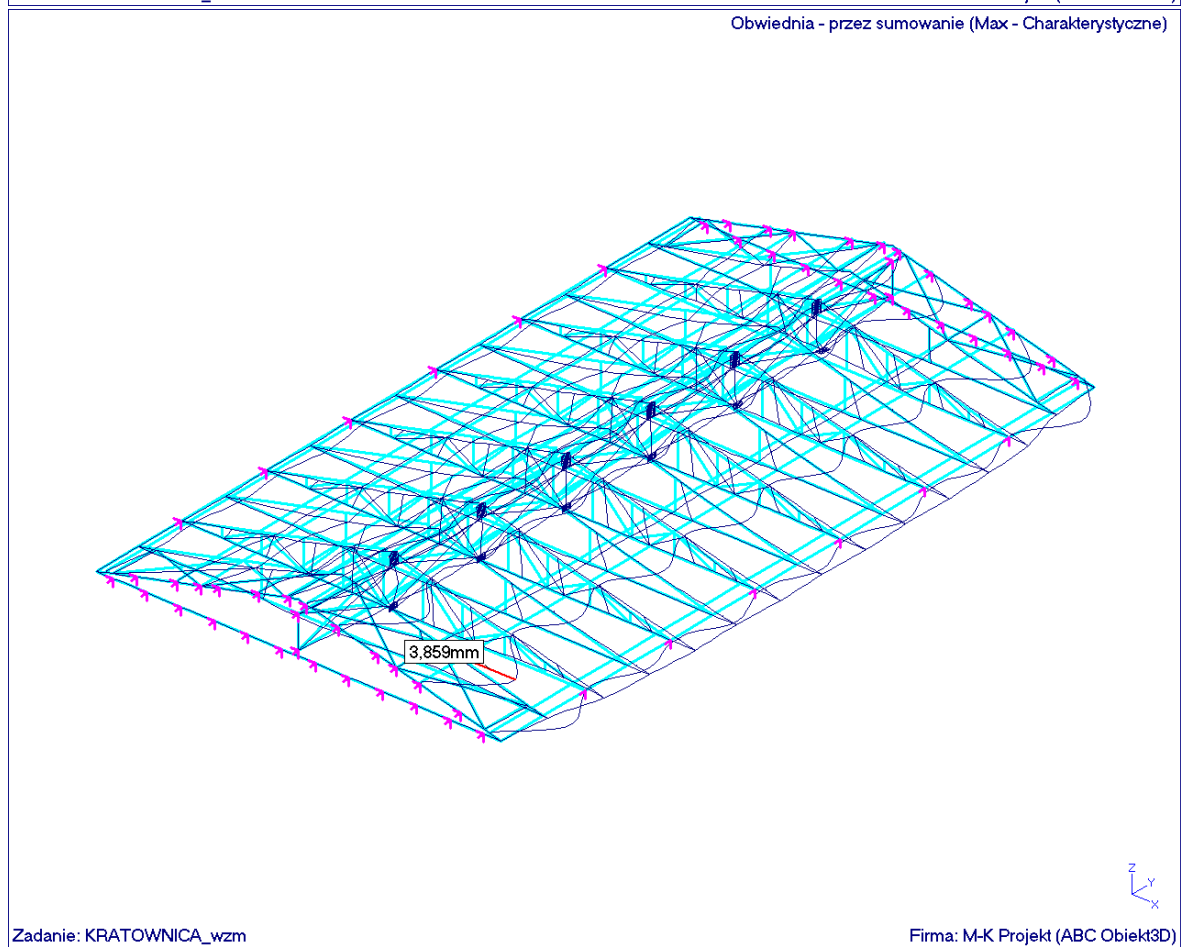 Obwiednia - przez sumowanie (Max - Charakterystyczne)
3,859mm
Z
Y
X
Zadanie: KRATOWNICA_wzm
Firma: M-K Projekt (ABC Obiekt3D)